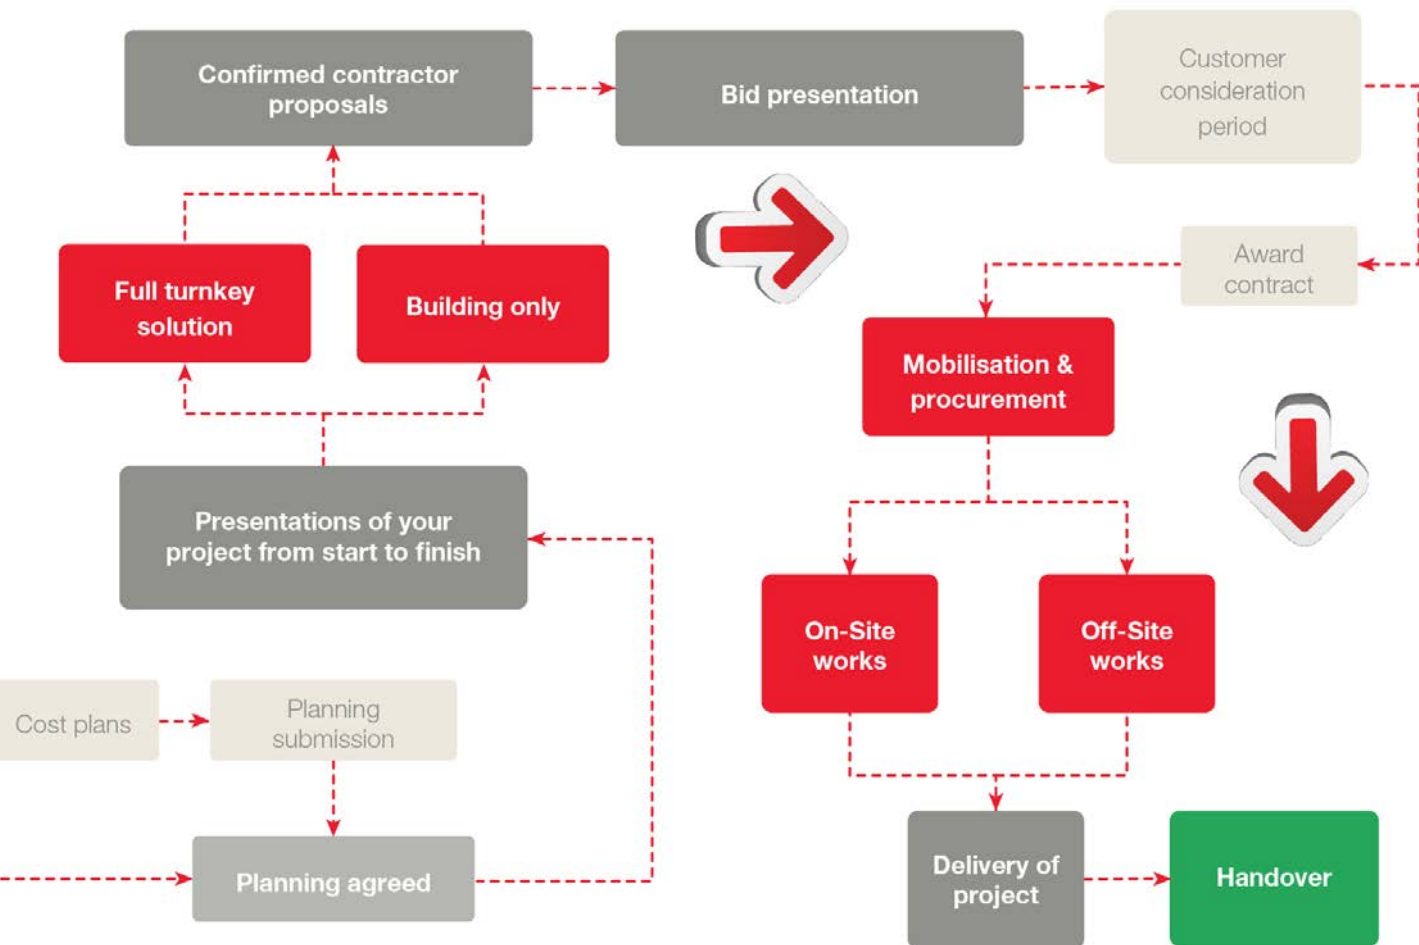 Confirmed contractor
proposals
Bid presentation
Customer
consideration
period
Full turnkey
solution
Building only
Award
contract
Mobilisation &
procurement
Presentations of your
project from start to finish
On-Site
works
Off-Site
works
Cost plans
Planning
submission
Planning agreed
Delivery of
project
Handover